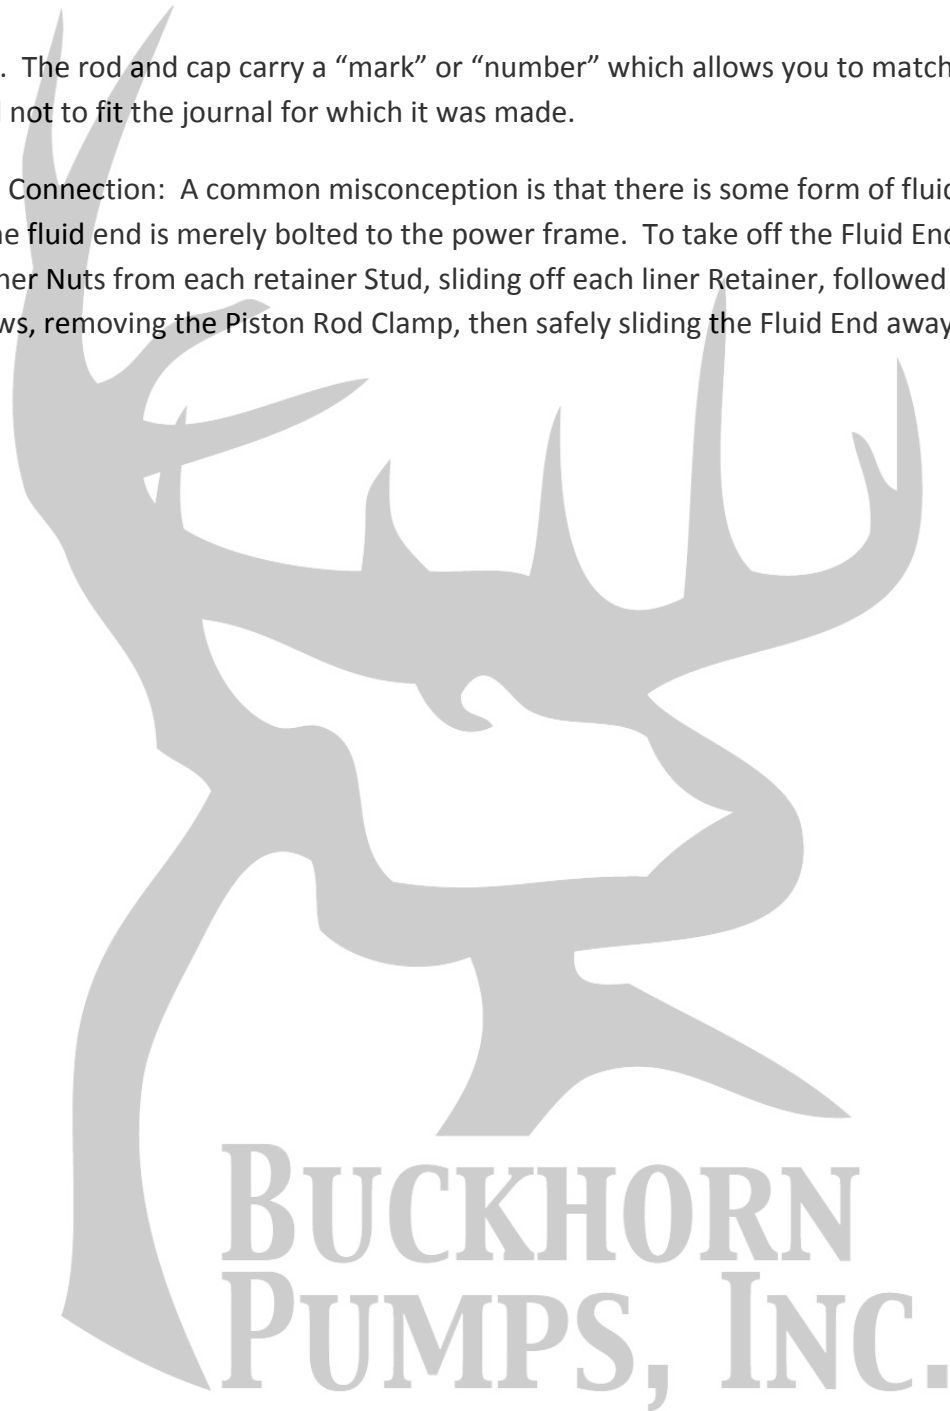 . The rod and cap carry a “mark” or “number” which allows you to match
not to fit the journal for which it was made.
Connection: A common misconception is that there is some form of fluid
fluid end is merely bolted to the power frame. To take off the Fluid End
Nuts from each retainer Stud, sliding off each liner Retainer, followed
removing the Piston Rod Clamp, then safely sliding the Fluid End away
BUCKHORN
PUMPS, INC.